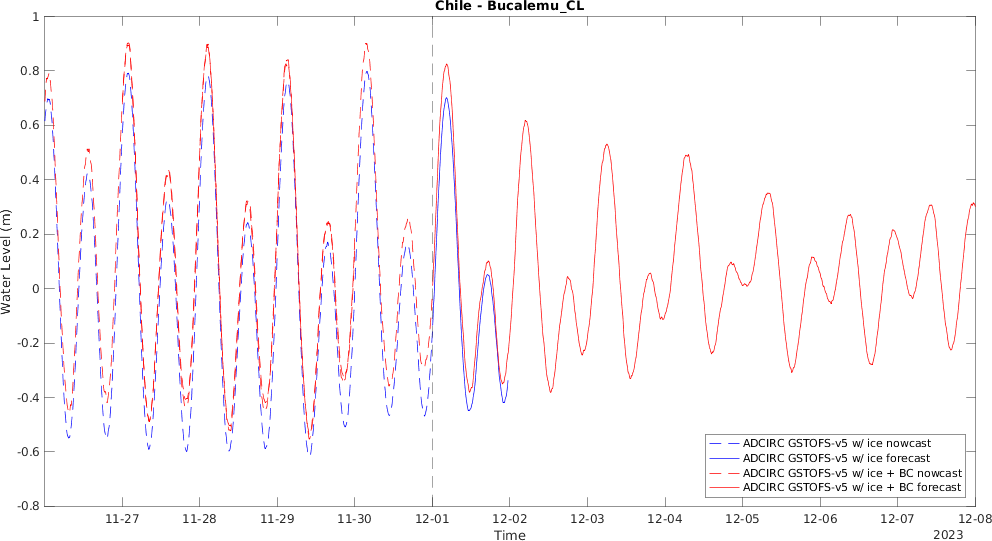 Chile - Bucalemu_CL
Water Level (m)
1
0.8
0.6
0.4
0.2
0
-0.2
-0.4
-0.6
-0.8
ADCIRC GSTOFS-v5 w/ ice nowcast
ADCIRC GSTOFS-v5 w/ ice forecast
ADCIRC GSTOFS-v5 w/ ice + BC nowcast
ADCIRC GSTOFS-v5 w/ ice + BC forecast
11-27 11-28 11-29 11-30 12-01 12-02 12-03 12-04 12-05 12-06 12-07 12-08
Time
2023